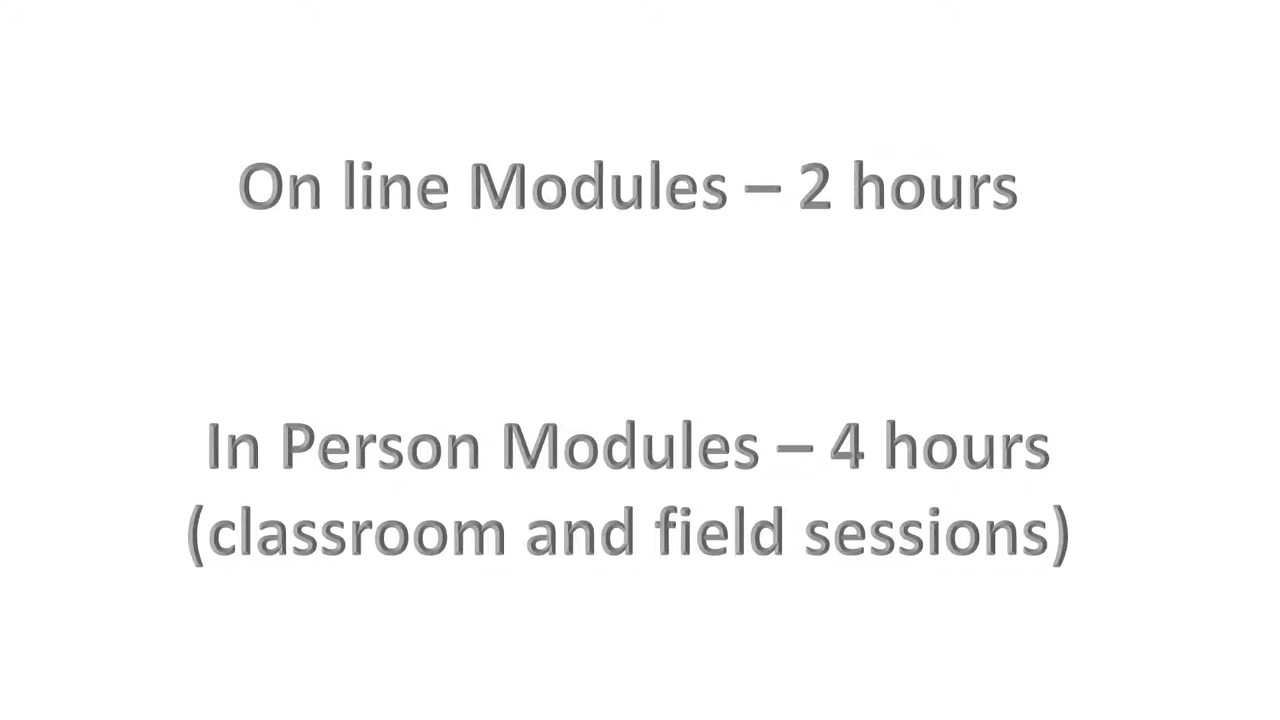 On line Modules – 2 hours
In Person Modules – 4 hours
(classroom and field sessions)